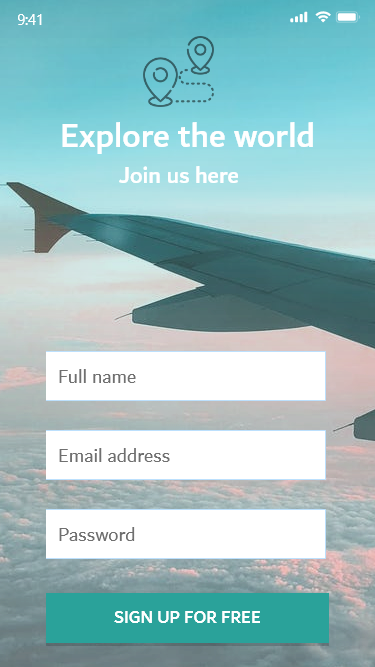 9:41
Explore the world
Join us here
Full name
Email address
Password
SIGN UP FOR FREE